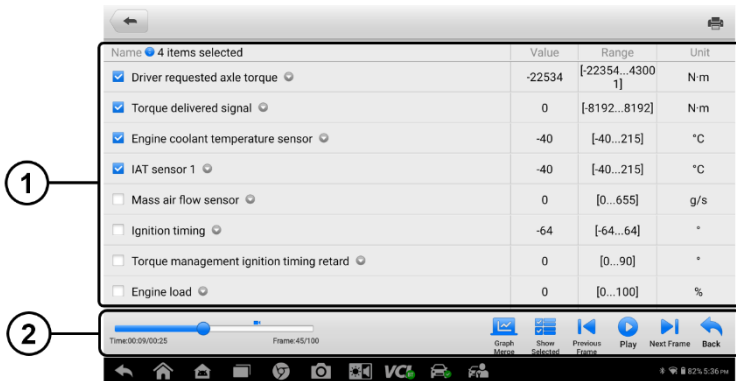 Name 4 items selected Value Range Unit
Driver requested axle torque -22534 [-22354...4300
1] N·m
Torque delivered signal 0 [-8192...8192] N·m
Engine coolant temperature sensor -40 [-40...215] °C
IAT sensor 1 -40 [-40...215] °C
Mass air flow sensor 0 [0...655] g/s
Ignition timing -64 [-64...64] °
Torque management ignition timing retard 0 [0...90] °
Engine load 0 [0...100] %
1
2
Time:00:09/00:25 Frame:45/100
Graph
Merge
Show
Selected
Previous
Frame
Play
Next Frame
Back
VCI
82% 5:36 PM